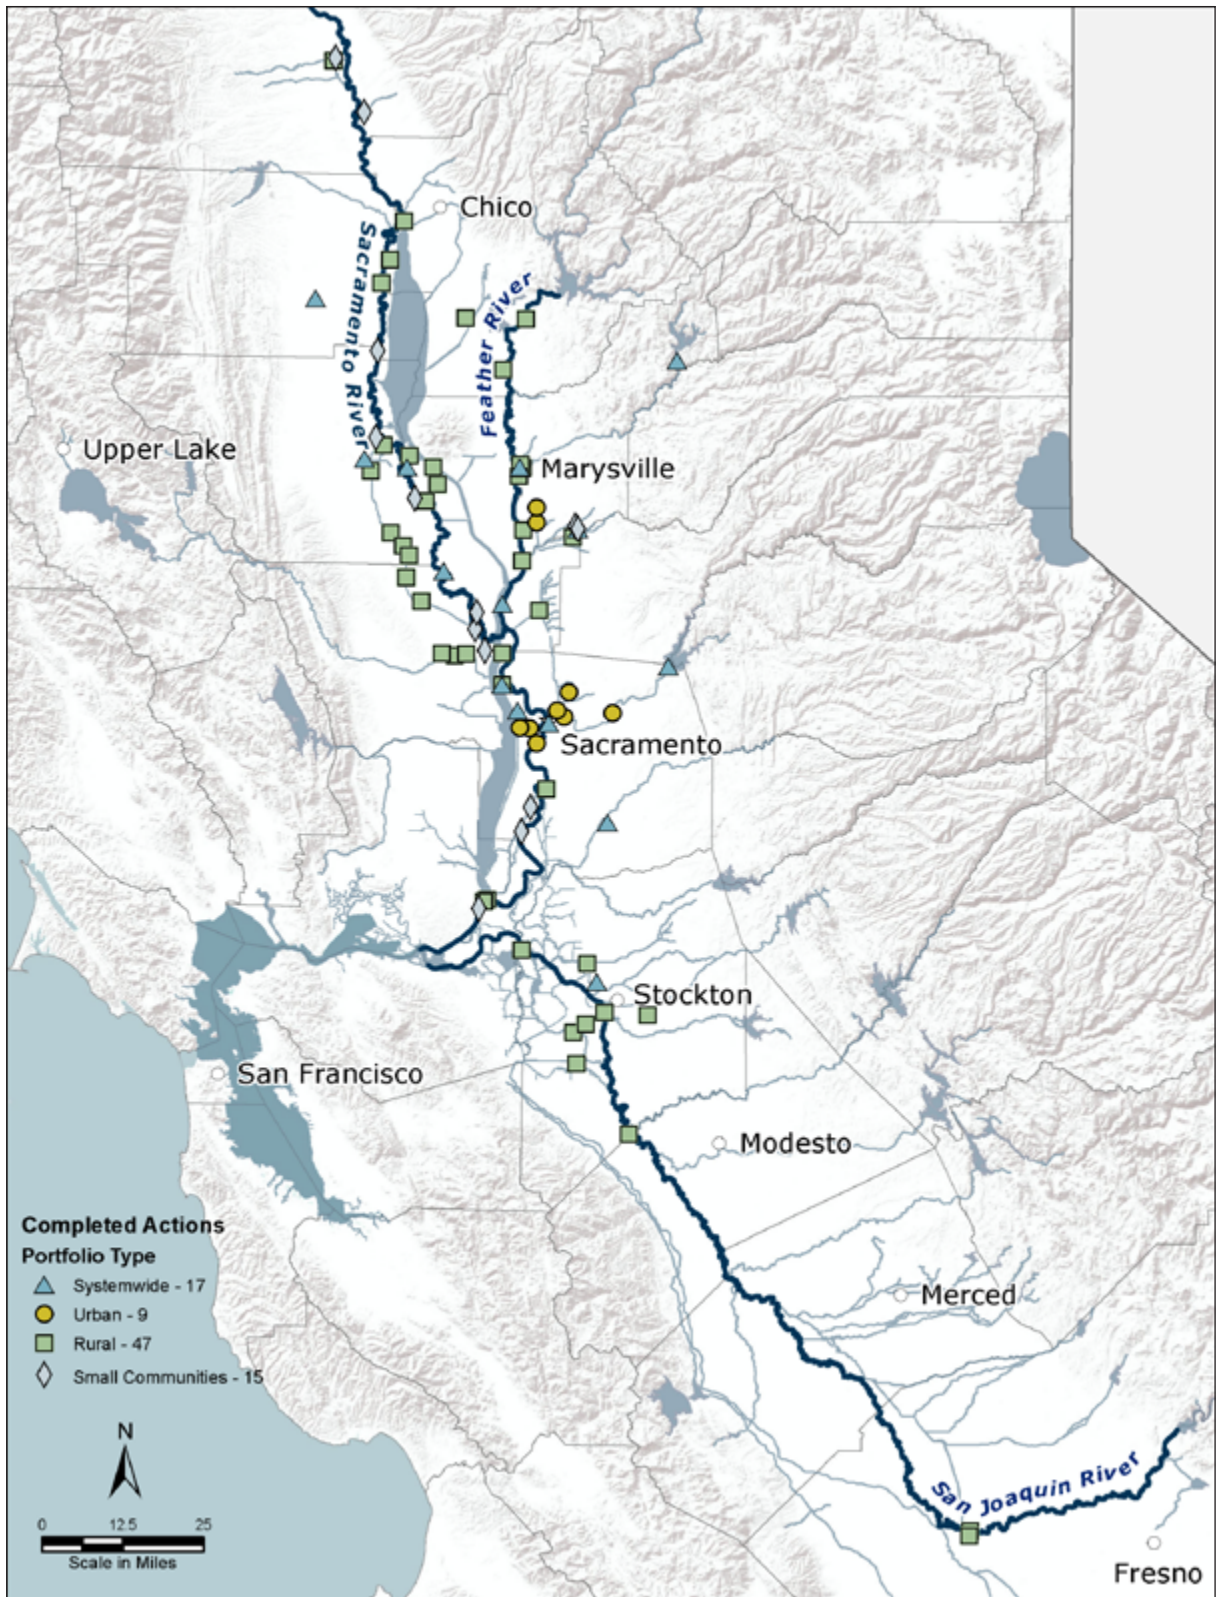 Chico
Sacramento River
Feather River
Upper Lake
Marysville
Sacramento
Stockton
San Francisco
Modesto
Completed Actions
Portfolio Type
Systemwide - 17
Urban - 9
Rural - 47
Small Communities - 15
Merced
N
0 12.5 25
Scale in Miles
San Joaquin River
Fresno